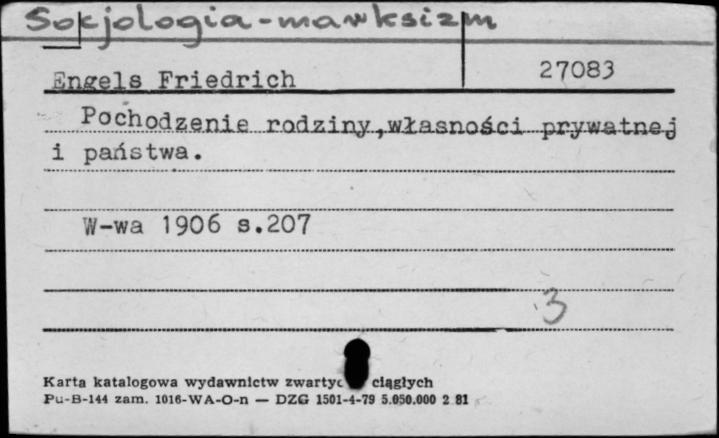 Socjologia-marksizm
Engels Friedrich 27083
Pochodzenie rodziny,własności prywatnej
i państwa.
W-wa 1906 s.207
3
Karta katalogowa wydawnictw ciągłych
Pu-B-144 zam. 1016-WA-O-n — DZG 1501-4-79 5.050.000 2 81